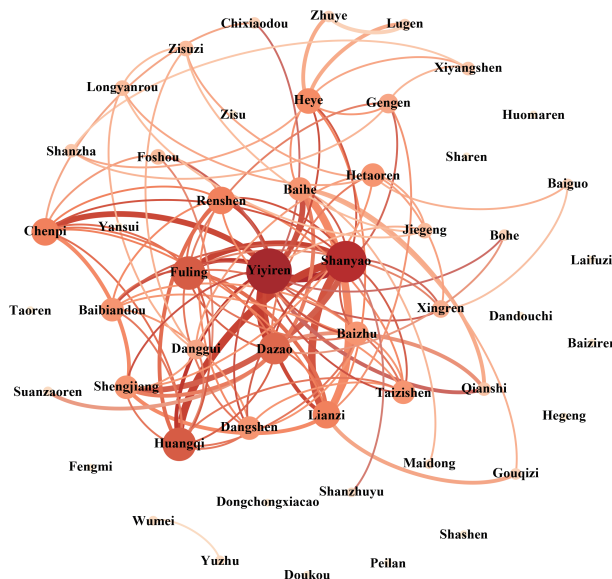 Zhuye
Chixiaodou
Lugen
Zisuzi
Xiyangshen
Longyanrou
Heye
Gengen
Zisu
Huomaren
Shanzha
Foshou
Sharen
Hetaoren
Baihe
Baiguo
Renshen
Yansui
Chenpi
Jiegeng
Bohe
Laifuzi
Shanyao
Fuling
Yiyiren
Dandouchi
Taoren
Baibiandou
Xingren
Baizhu
Baiziren
Danggui
Dazao
Shengjiang
Suanzaoren
Taizishen
Qianshi
Lianzi
Hegeng
Dangshen
Huangqi
Fengmi
Maidong
Gouqizi
Shanzhuyu
Dongchongxiacao
Wumei
Shashen
Yuzhu
Peilan
Doukou